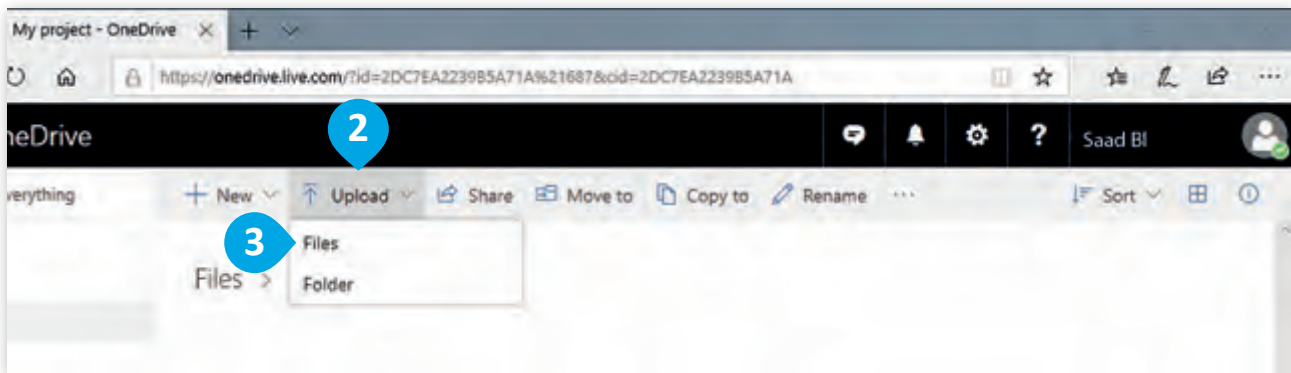 My project - OneDrive
https://onedrive.live.com/?id=2DC7EA2239B5A71A%21687&cid=2DC7EA2239B5A71A
neDrive
2
?
Saad Bl
verything
New
Upload
Share
Move to
Copy to
Rename
...
Sort
3
Files
Files >
Folder